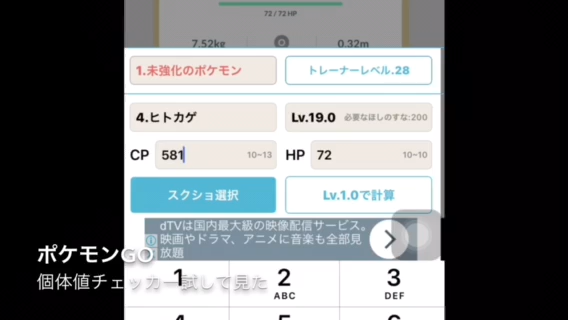 72 / 72 HP
7.52kg
0.32m
1.未強化のポケモン
トレーナーレベル.28
4.ヒトカゲ
Lv.19.0 必要なほしのすな:200
CP 581 10~13
HP 72 10~10
スクショ選択
Lv.1.0で計算
dTVは国内最大級の映像配信サービス。
映画やドラマ、アニメに音楽も全部見
放題
ポケモンGO
個体値チェッカー試して見た
1
2
ABC
3
DEF